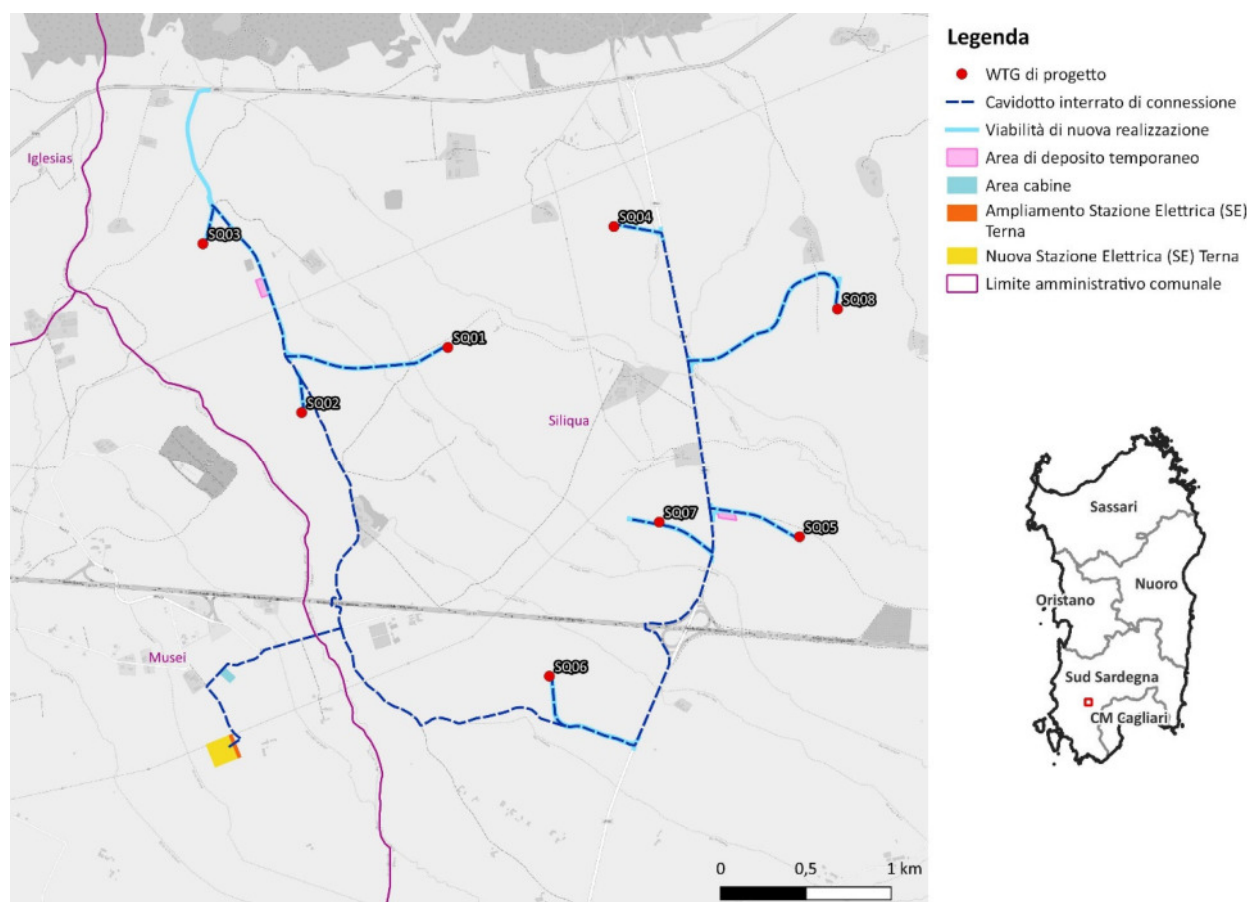 Legenda
WTG di progetto
Cavidotto interrato di connessione
Viabilità di nuova realizzazione
Area di deposito temporaneo
Area cabine
Ampliamento Stazione Elettrica (SE)
Terna
Nuova Stazione Elettrica (SE) Terna
Limite amministrativo comunale
Iglesias
SQ04
SQ03
SQ08
SQ01
SQ02
Siliqua
SQ07
SQ05
Musei
SQ06
0 0,5 1 km
Sassari
Nuoro
Oristano
Sud Sardegna
CM Cagliari